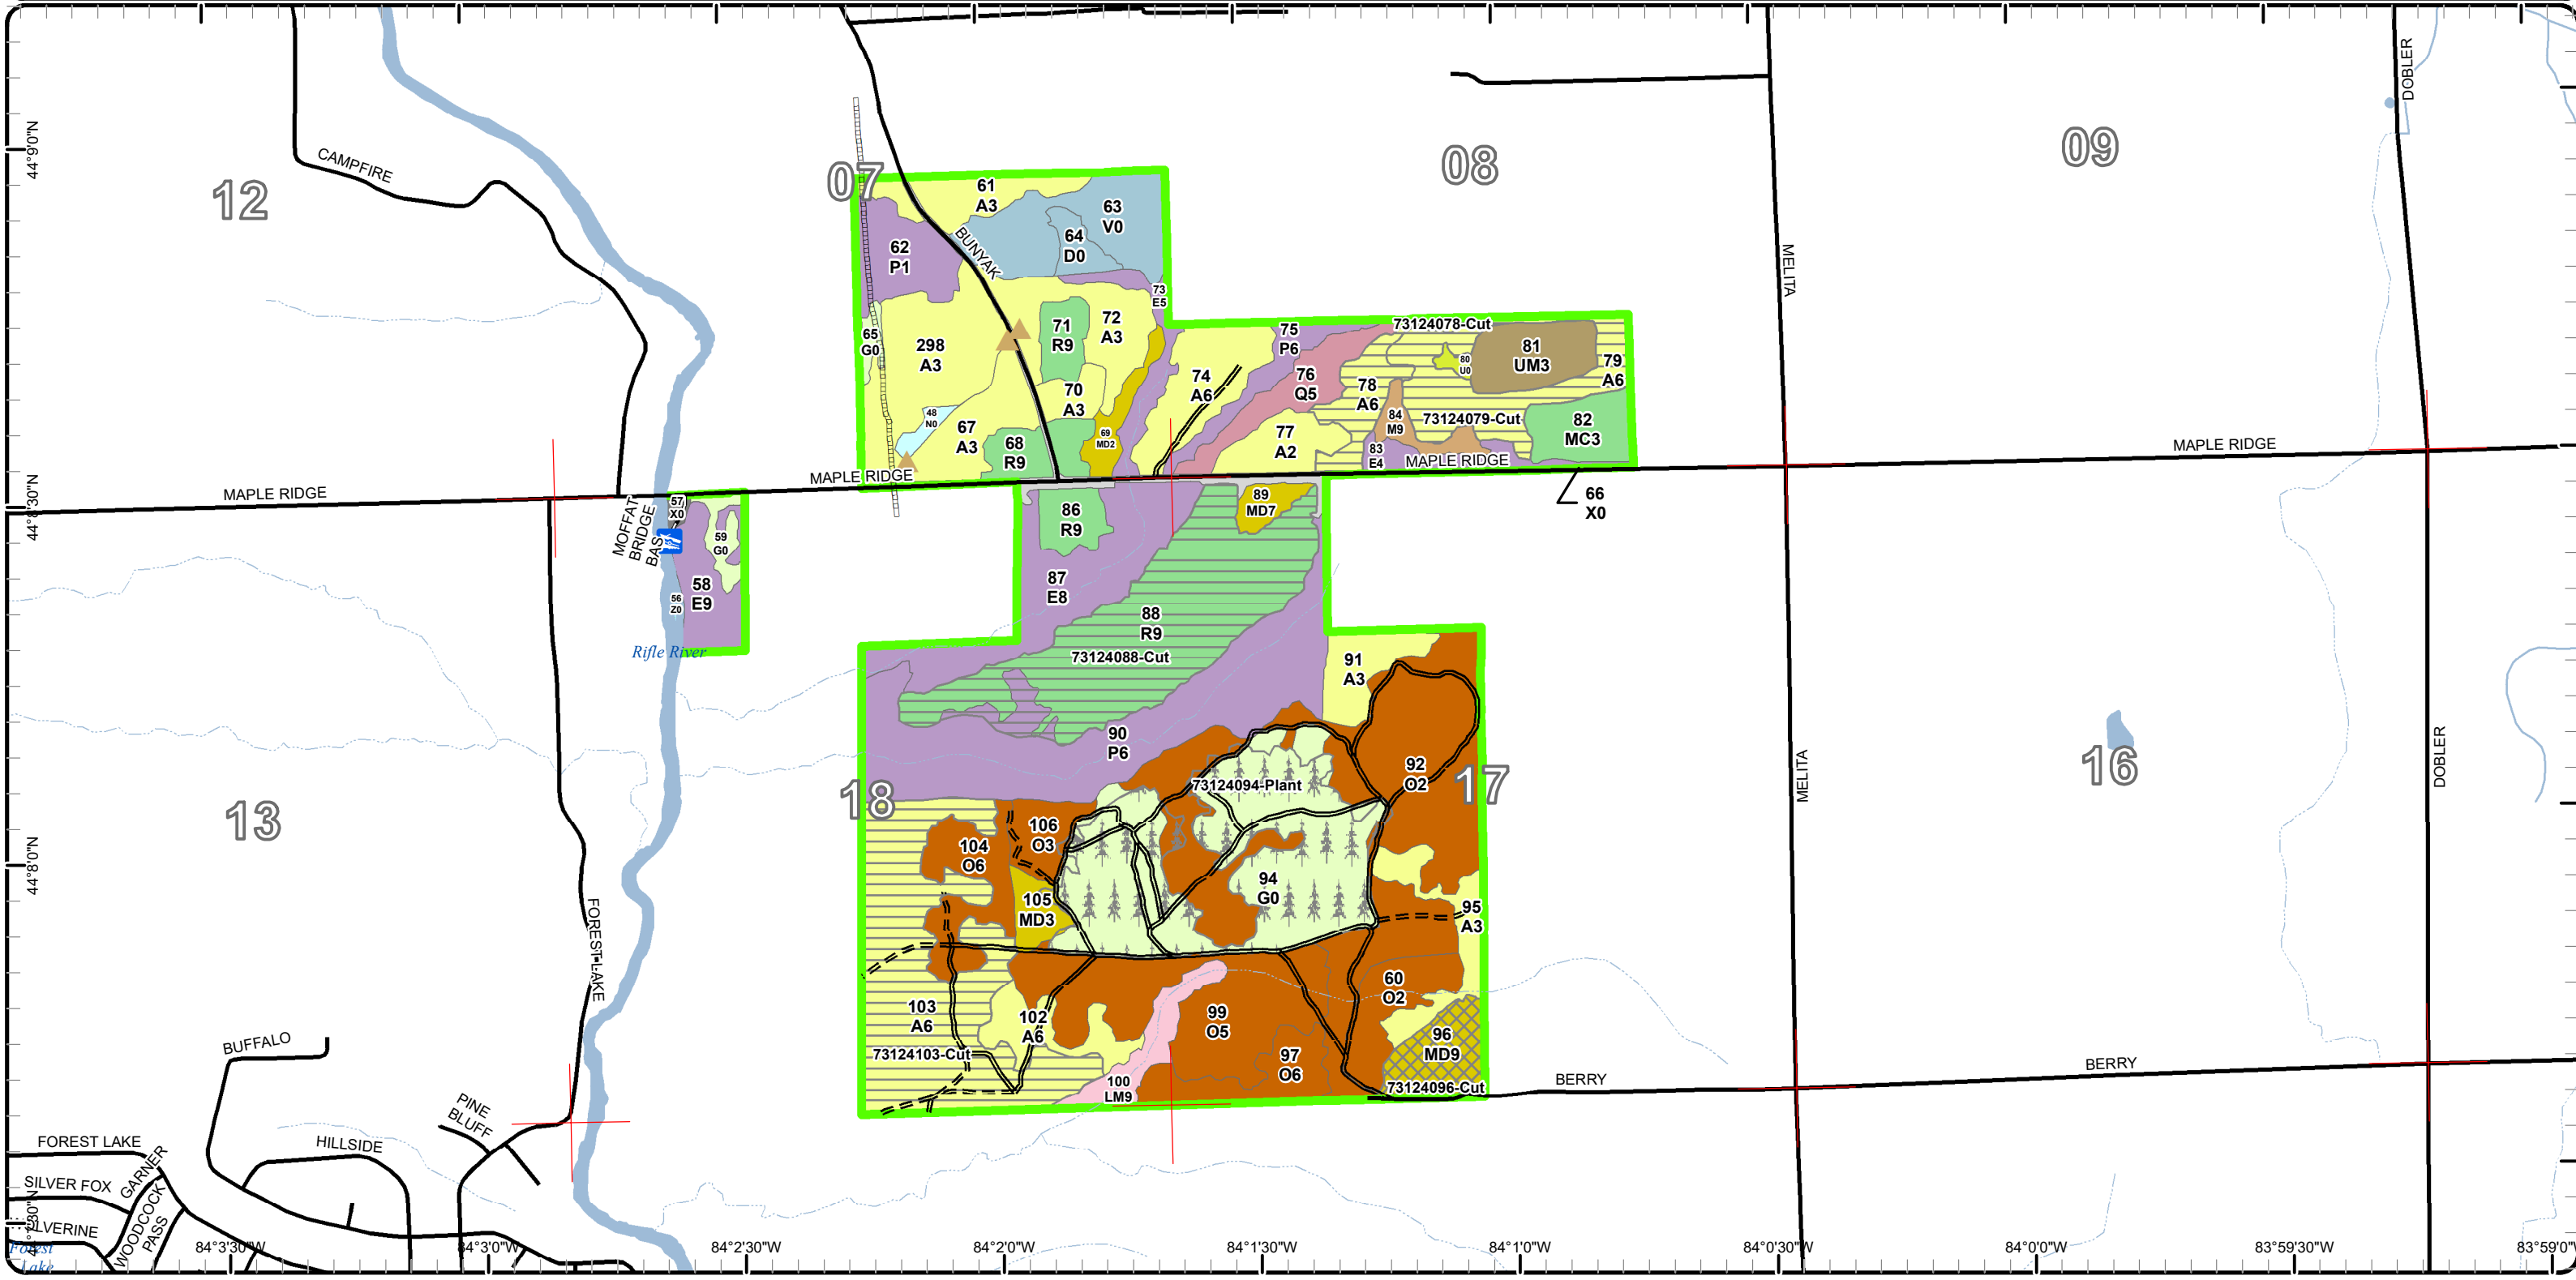 DOBLER
44°9'0"N
CAMPFIRE
12
07
08
09
61
A3
63
V0
62
P1
64
D0
BUNYAK
MELITA
73
E5
65
G0
298
A3
71
R9
72
A3
75
P6
73124078-Cut
81
UM3
80
U0
79
A6
74
A6
76
Q5
78
A6
70
A3
48
N0
67
A3
68
R9
69
MD2
77
A2
84
M9
73124079-Cut
82
MC3
83
E4
MAPLE RIDGE
MAPLE RIDGE
MAPLE RIDGE
MAPLE RIDGE
44°8'30"N
66
X0
57
X0
MOFFAT
BRIDGE
BAS
59
G0
58
E9
56
Z0
Rifle River
86
R9
89
MD7
87
E8
88
R9
73124088-Cut
91
A3
90
P6
92
O2
73124094-Plant
18
17
16
13
MELITA
DOBLER
44°8'0"N
106
O3
104
O6
105
MD3
94
G0
95
A3
FOREST LAKE
60
O2
103
A6
102
A6
99
O5
97
O6
96
MD9
73124103-Cut
100
LM9
73124096-Cut
BUFFALO
BERRY
BERRY
PINE
BLUFF
FOREST LAKE
HILLSIDE
GARNER
SILVER FOX
WOODCOCK
PASS
Forest
Lake
84°3'30"W
84°3'0"W
84°2'30"W
84°2'0"W
84°1'30"W
84°1'0"W
84°0'30"W
84°0'0"W
83°59'30"W
83°59'0"W